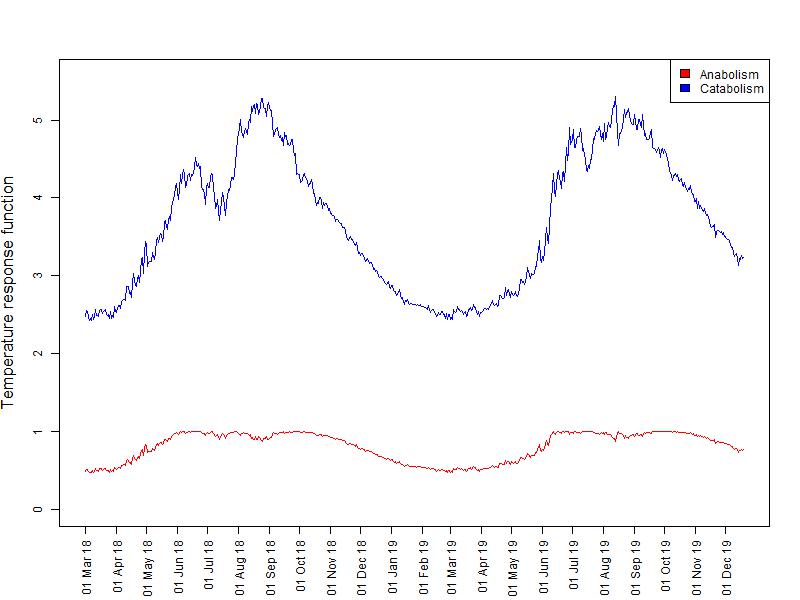 Anabolism
Catabolism
Temperature response function
5
4
3
2
1
0
01 Mar 18
01 Apr 18
01 May 18
01 Jun 18
01 Jul 18
01 Aug 18
01 Sep 18
01 Oct 18
01 Nov 18
01 Dec 18
01 Jan 19
01 Feb 19
01 Mar 19
01 Apr 19
01 May 19
01 Jun 19
01 Jul 19
01 Aug 19
01 Sep 19
01 Oct 19
01 Nov 19
01 Dec 19